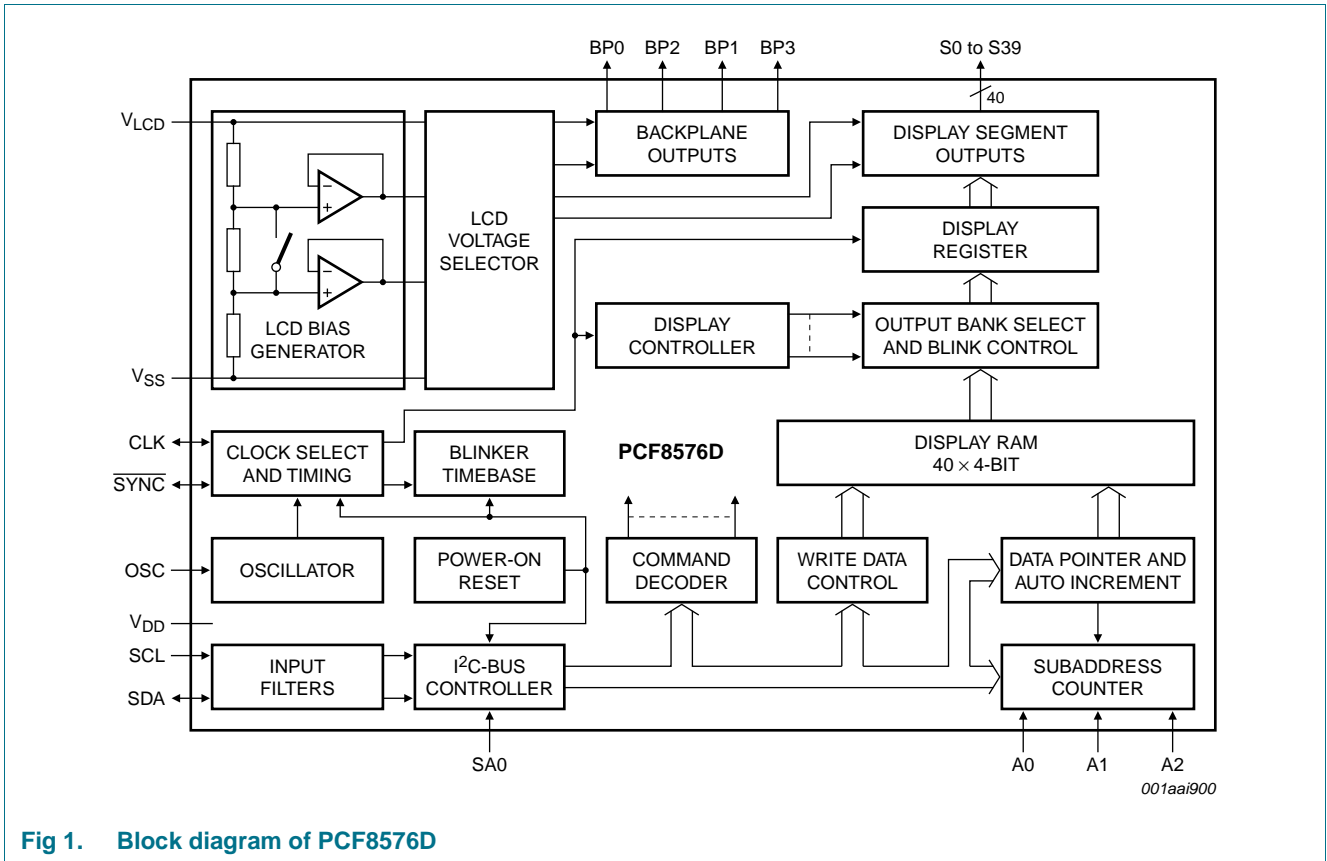 BP0 BP2 BP1 BP3 S0 to S39
40
VLCD
BACKPLANE
OUTPUTS
DISPLAY SEGMENT
OUTPUTS
LCD
VOLTAGE
SELECTOR
DISPLAY
REGISTER
LCD BIAS
GENERATOR
DISPLAY
CONTROLLER
OUTPUT BANK SELECT
AND BLINK CONTROL
VSS
CLK
SYNC
CLOCK SELECT
AND TIMING
BLINKER
TIMEBASE
PCF8576D
DISPLAY RAM
40 × 4-BIT
OSC
OSCILLATOR
POWER-ON
RESET
COMMAND
DECODER
WRITE DATA
CONTROL
DATA POINTER AND
AUTO INCREMENT
VDD
SCL
SDA
INPUT
FILTERS
I2C-BUS
CONTROLLER
SUBADDRESS
COUNTER
SA0 A0 A1 A2
001aai900
Fig 1. Block diagram of PCF8576D